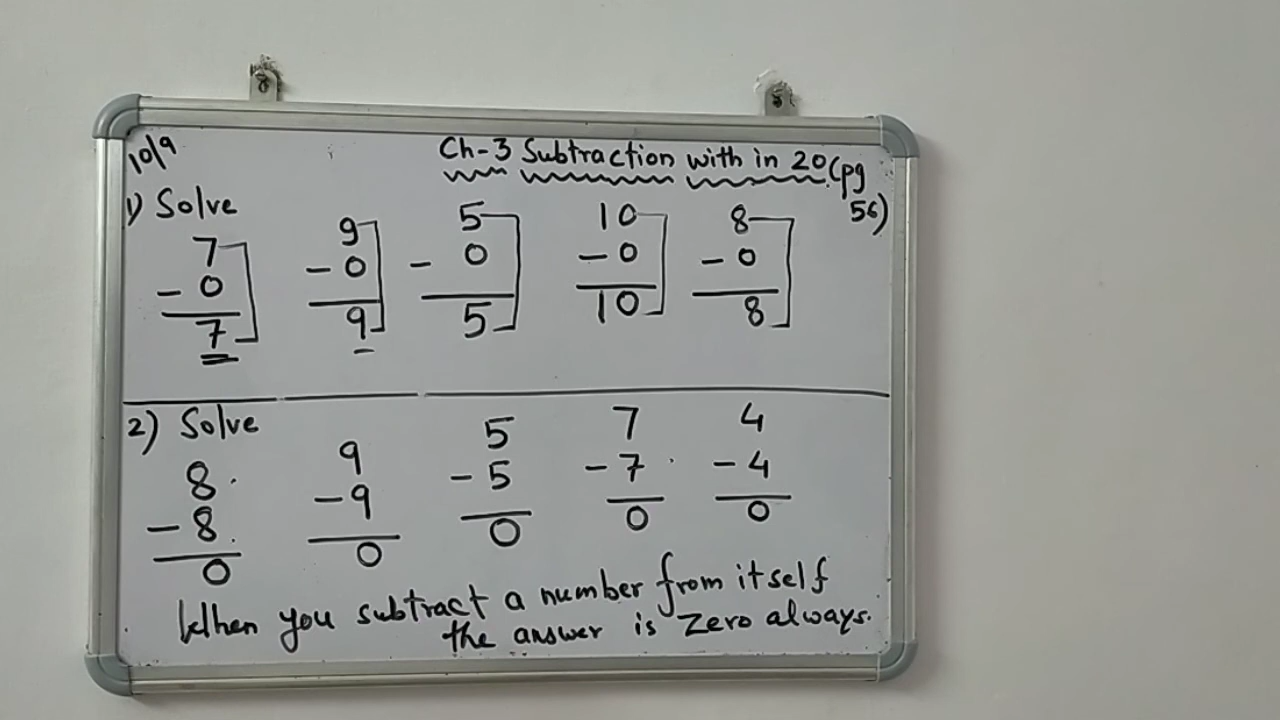 10/9
Ch-3 Subtraction with in 20 (pg 56)
1) Solve
7 9 5 10 8
- 0 - 0 - 0 - 0 - 0
7 9 5 10 8
2) Solve
8 9 5 7 4
- 8 - 9 - 5 - 7 - 4
0 0 0 0 0
When you subtract a number from itself
the answer is Zero always.